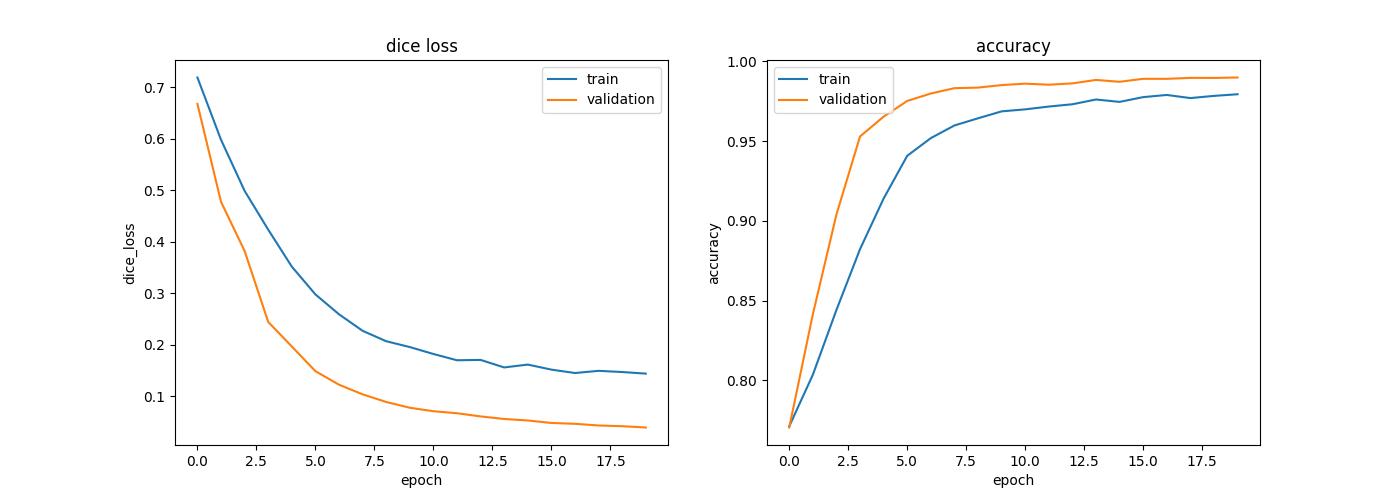 dice loss
train
validation
dice_loss
0.7
0.6
0.5
0.4
0.3
0.2
0.1
0.0 2.5 5.0 7.5 10.0 12.5 15.0 17.5
epoch
accuracy
train
validation
accuracy
1.00
0.95
0.90
0.85
0.80
0.0 2.5 5.0 7.5 10.0 12.5 15.0 17.5
epoch